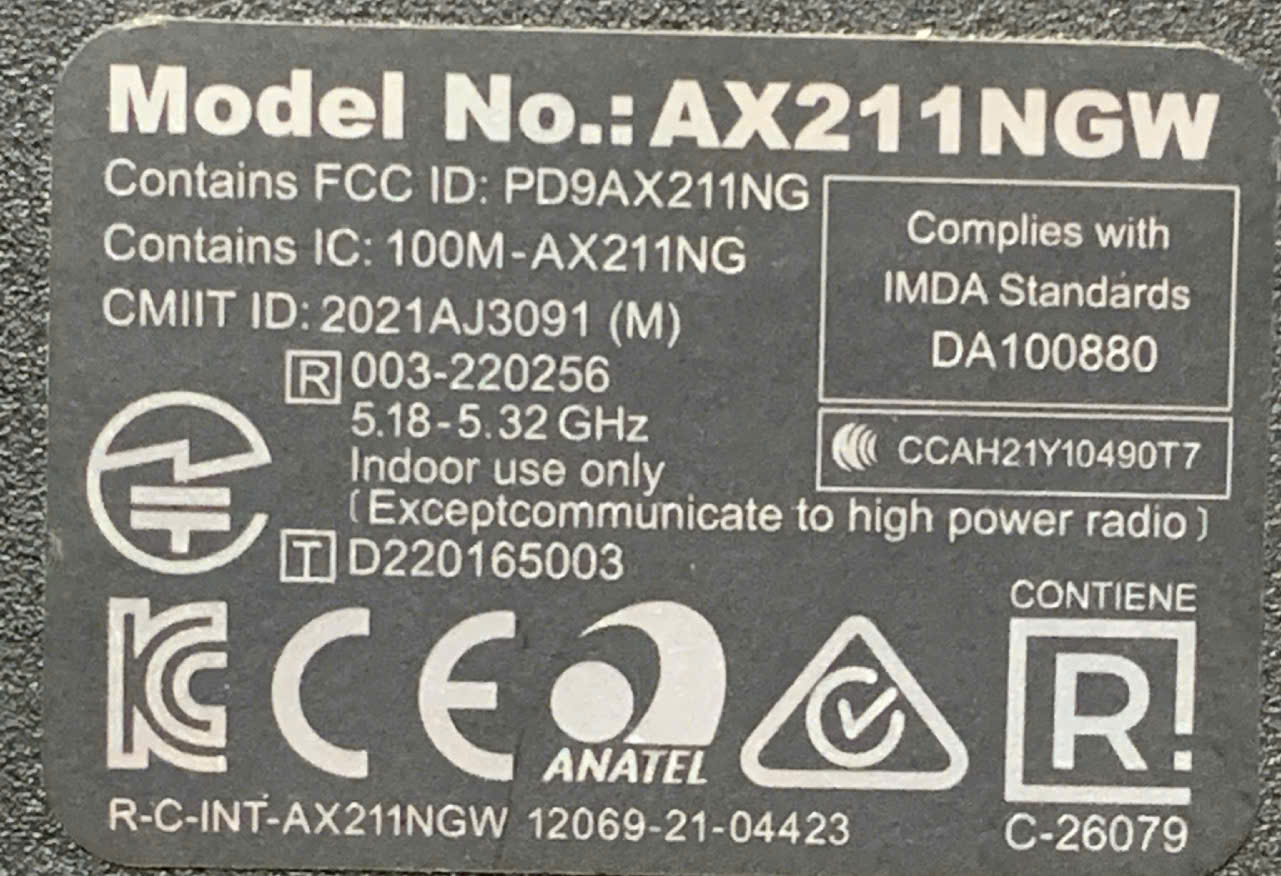 Model No.: AX211NGW
Contains FCC ID: PD9AX211NG
Contains IC: 100M-AX211NG
CMIIT ID: 2021AJ3091 (M)
Complies with
IMDA Standards
DA100880
R 003-220256
5.18-5.32 GHz
Indoor use only
(Exceptcommunicate to high power radio)
CCAH21Y10490T7
T D220165003
CONTIENE
KC CE ANATEL R!
R-C-INT-AX211NGW 12069-21-04423
C-26079